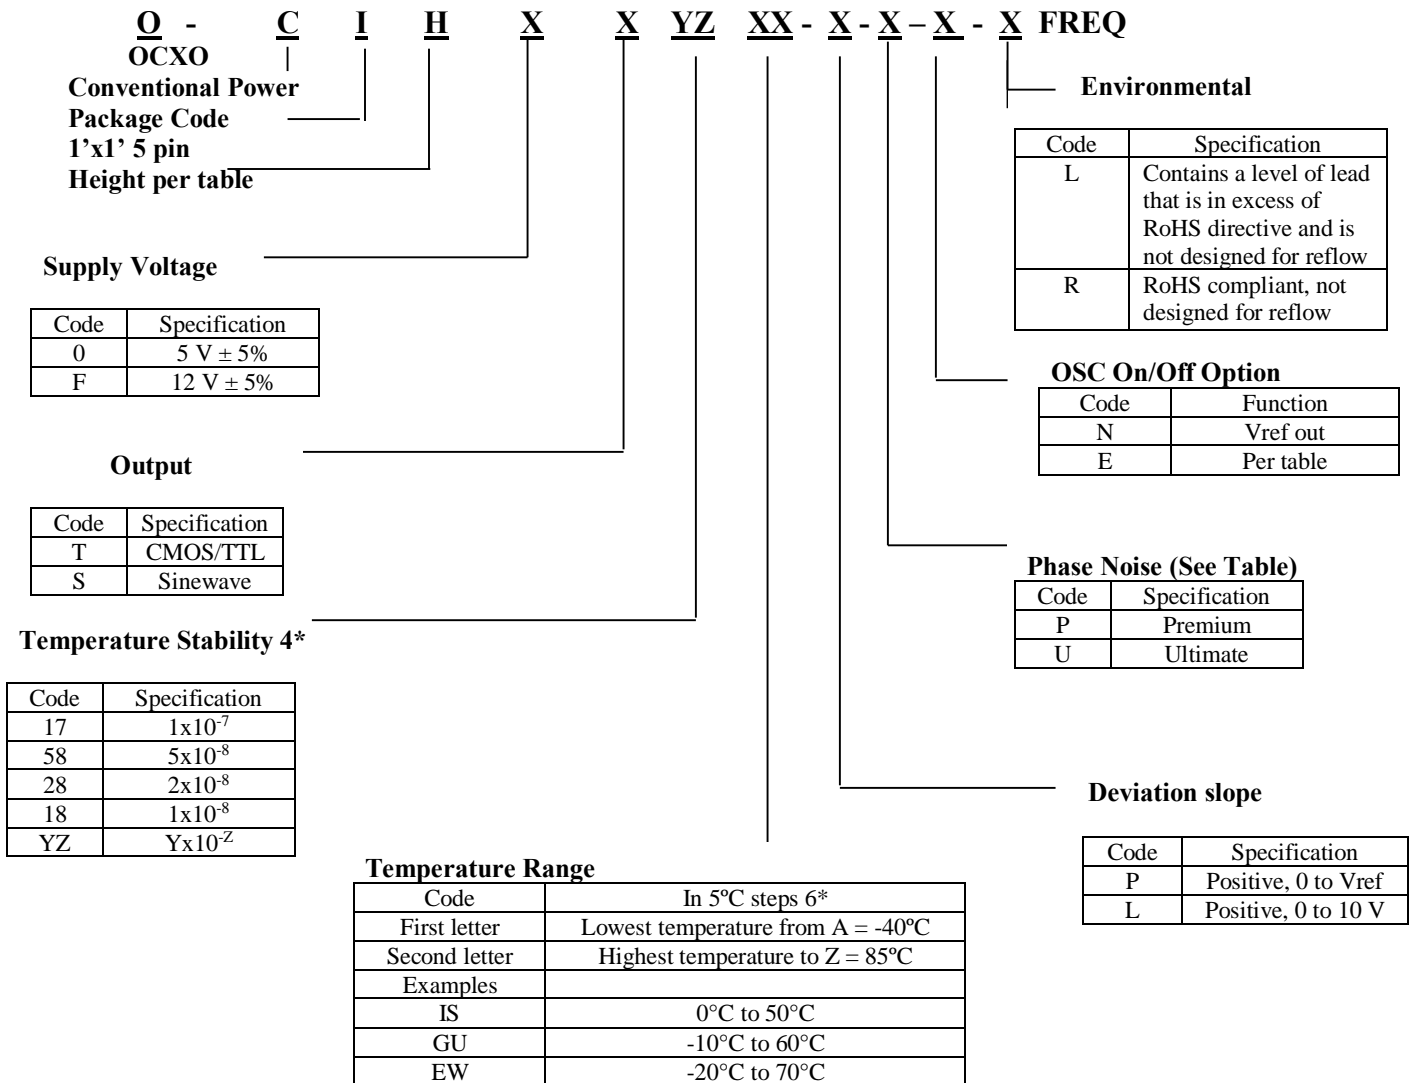 O - C I H X X YZ XX - X - X – X - X FREQ
OCXO
Conventional Power
Package Code
1’x1’ 5 pin
Height per table
Environmental
Code Specification
L Contains a level of lead
that is in excess of
RoHS directive and is
not designed for reflow
R RoHS compliant, not
designed for reflow
Supply Voltage
Code Specification
0 5 V ± 5%
F 12 V ± 5%
OSC On/Off Option
Code Function
N Vref out
E Per table
Output
Code Specification
T CMOS/TTL
S Sinewave
Phase Noise (See Table)
Code Specification
P Premium
U Ultimate
Temperature Stability 4*
Code Specification
17 1x10⁻⁷
58 5x10⁻⁸
28 2x10⁻⁸
18 1x10⁻⁸
YZ Yx10⁻ᶻ
Deviation slope
Code Specification
P Positive, 0 to Vref
L Positive, 0 to 10 V
Temperature Range
Code In 5ºC steps 6*
First letter Lowest temperature from A = -40ºC
Second letter Highest temperature to Z = 85ºC
Examples
IS 0°C to 50°C
GU -10°C to 60°C
EW -20°C to 70°C